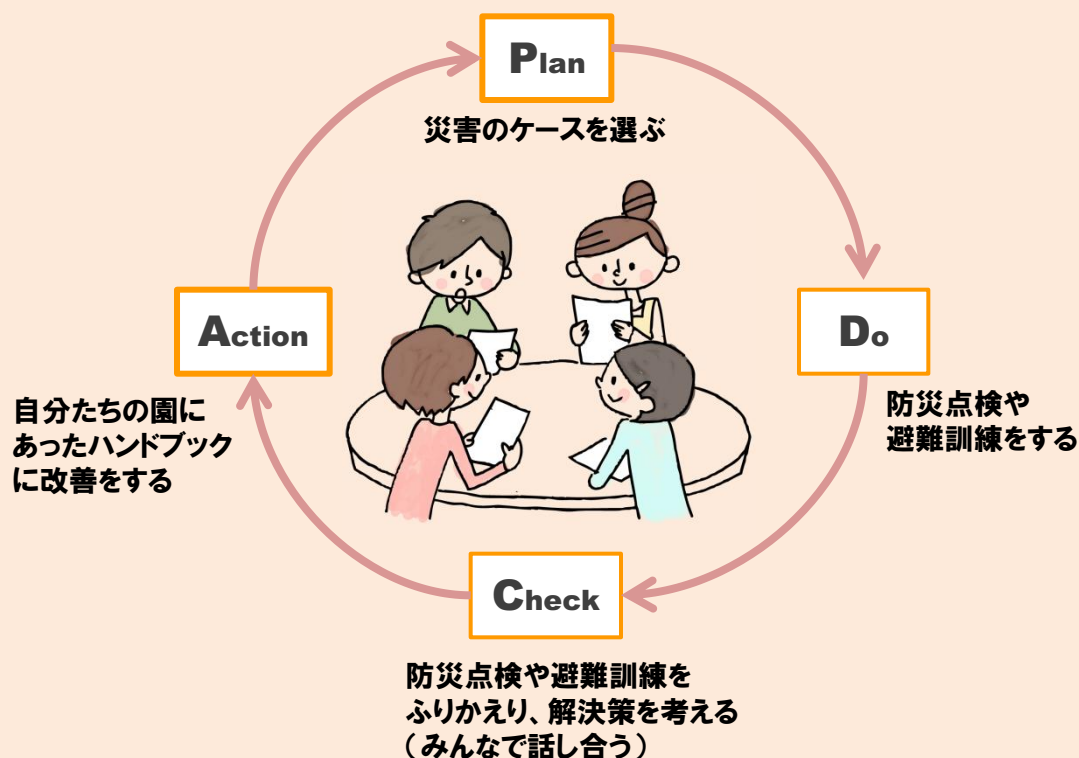 Plan
災害のケースを選ぶ
Do
防災点検や
避難訓練をする
Check
防災点検や避難訓練を
ふりかえり、解決策を考える
(みんなで話し合う)
Action
自分たちの園に
あったハンドブック
に改善をする